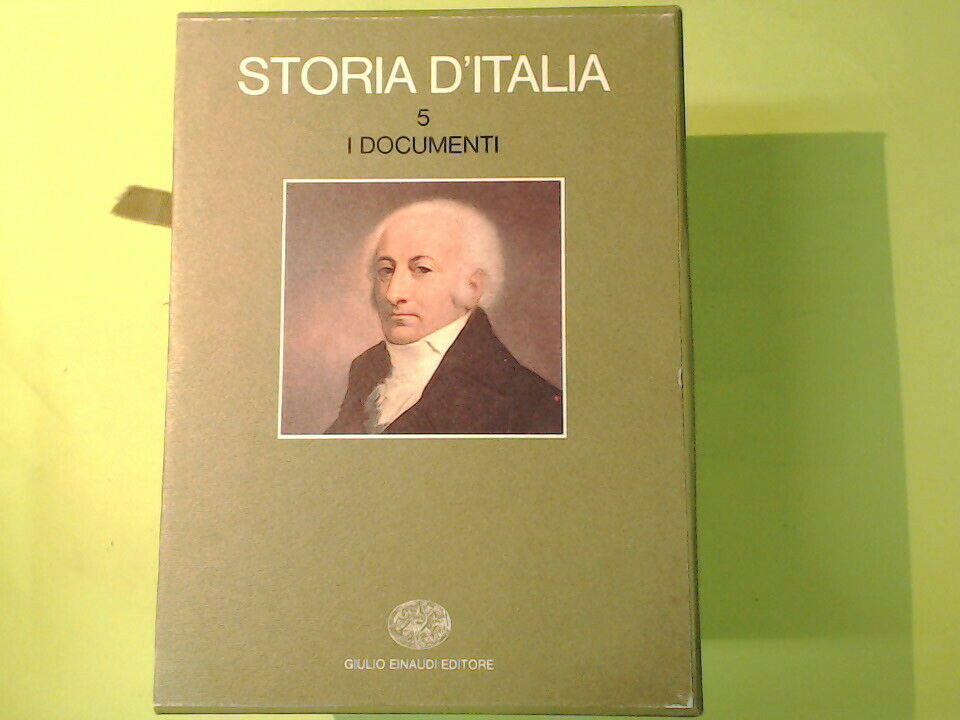 STORIA D'ITALIA
5
I DOCUMENTI
GIULIO EINAUDI EDITORE